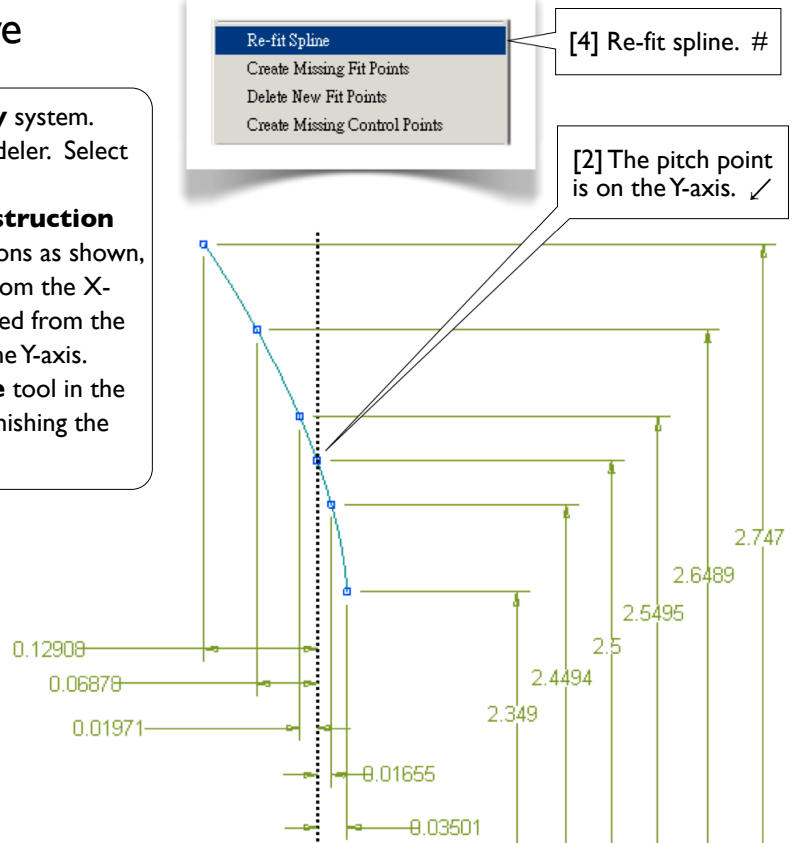 e
Re-fit Spline
Create Missing Fit Points
Delete New Fit Points
Create Missing Control Points
[4] Re-fit spline. #
y system.
deler. Select
struction
ons as shown,
om the X-
ed from the
he Y-axis.
e tool in the
nishing the
[2] The pitch point
is on the Y-axis. ↙
2.747
2.6489
2.5495
2.5
2.4494
2.349
0.12908
0.06878
0.01971
0.01655
0.03501